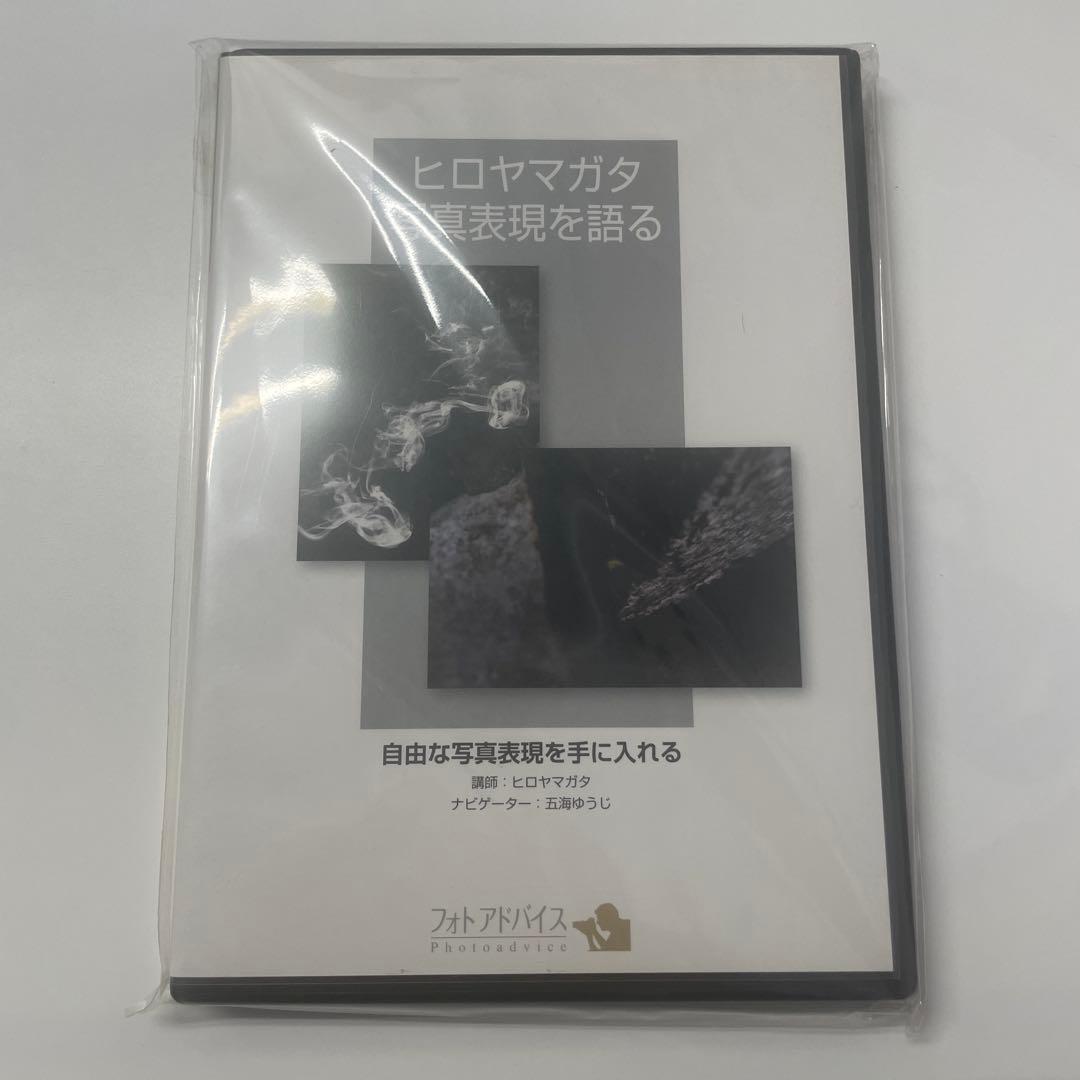 ヒロヤマガタ
写真表現を語る
自由な写真表現を手に入れる
講師：ヒロヤマガタ
ナビゲーター：五海ゆうじ
フォトアドバイス
Photoadvice